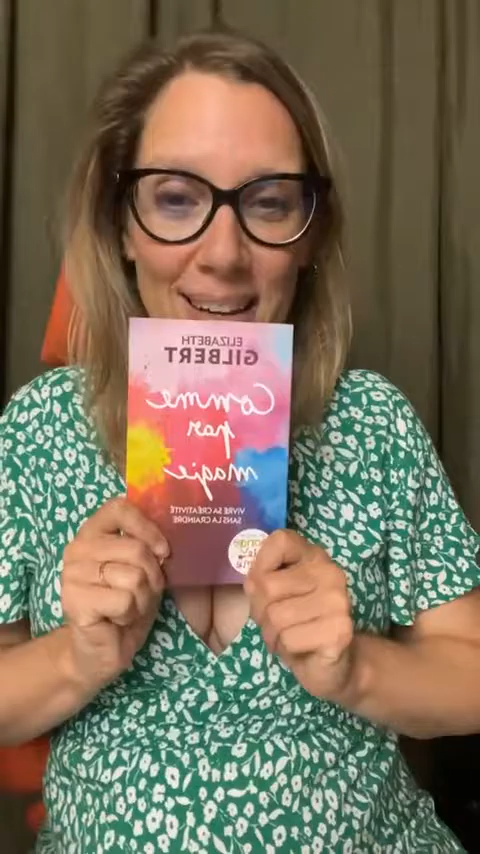 ELIZABETH
GILBERT
Comme
par
magie
VIVRE SA CRÉATIVITÉ
SANS LA CRAINDRE